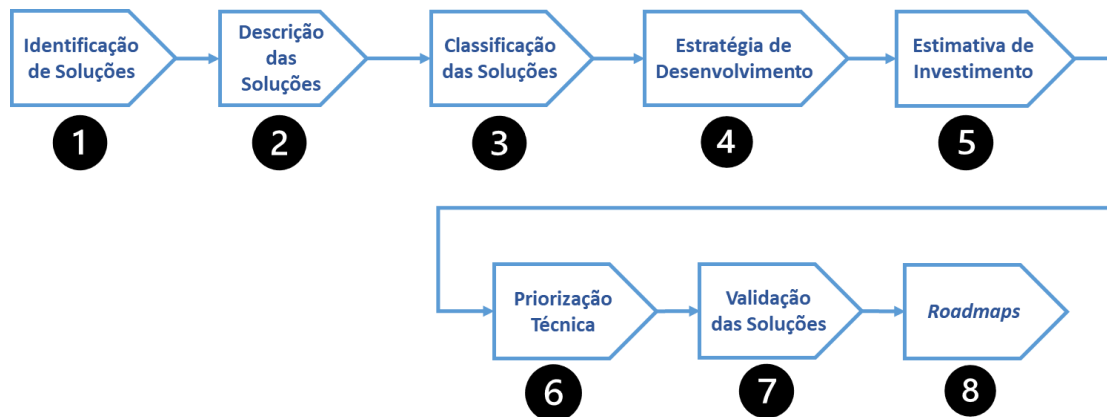 Identificação
de Soluções
1
Descrição
das
Soluções
2
Classificação
das Soluções
3
Estratégia de
Desenvolvimento
4
Estimativa de
Investimento
5
Priorização
Técnica
6
Validação
das Soluções
7
Roadmaps
8